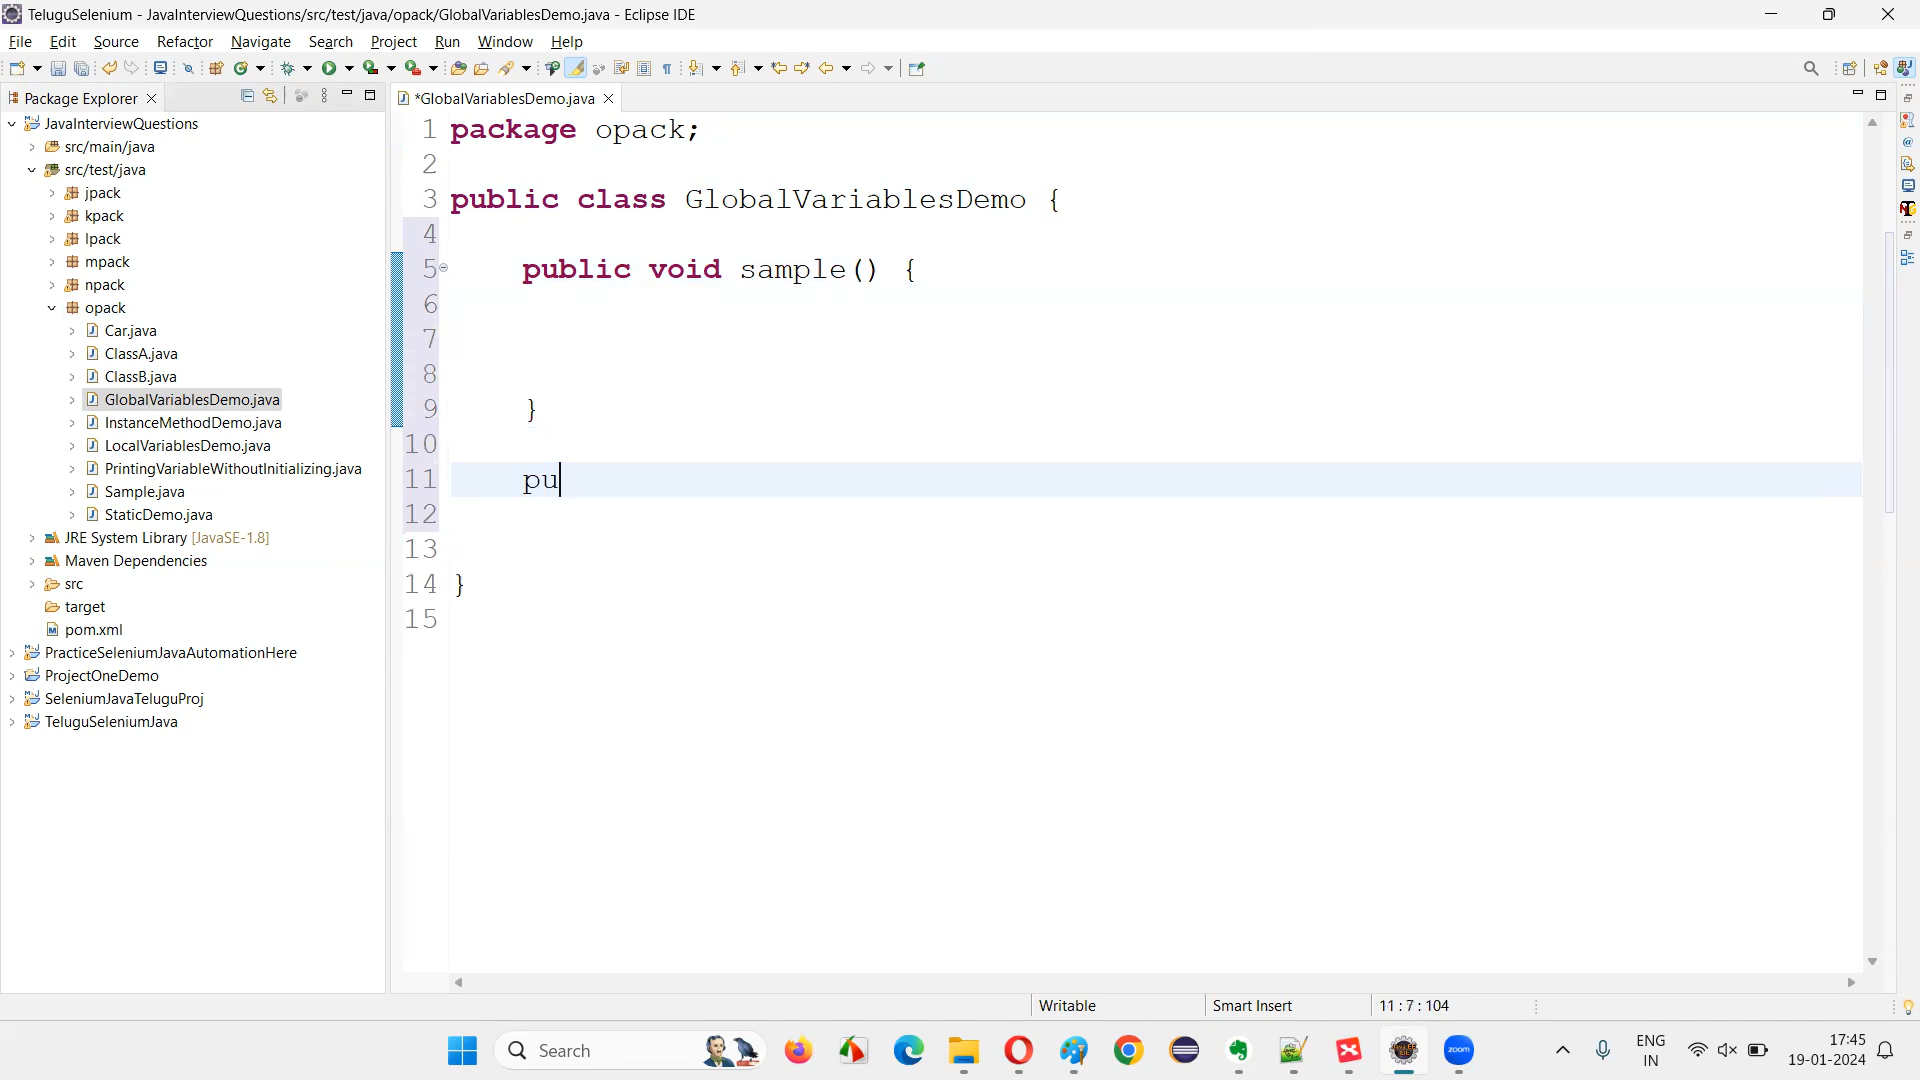 TeluguSelenium - JavaInterviewQuestions/src/test/java/opack/GlobalVariablesDemo.java - Eclipse IDE
File Edit Source Refactor Navigate Search Project Run Window Help
Package Explorer
*GlobalVariablesDemo.java
JavaInterviewQuestions
src/main/java
src/test/java
jpack
kpack
lpack
mpack
npack
opack
Car.java
ClassA.java
ClassB.java
GlobalVariablesDemo.java
InstanceMethodDemo.java
LocalVariablesDemo.java
PrintingVariableWithoutInitializing.java
Sample.java
StaticDemo.java
JRE System Library [JavaSE-1.8]
Maven Dependencies
src
target
pom.xml
PracticeSeleniumJavaAutomationHere
ProjectOneDemo
SeleniumJavaTeluguProj
TeluguSeleniumJava
1 package opack;
2
3 public class GlobalVariablesDemo {
4
5 public void sample() {
6
7
8
9 }
10
11 pu
12
13
14 }
15
Writable Smart Insert 11 : 7 : 104
Search
zoom
ENG
IN
17:45
19-01-2024